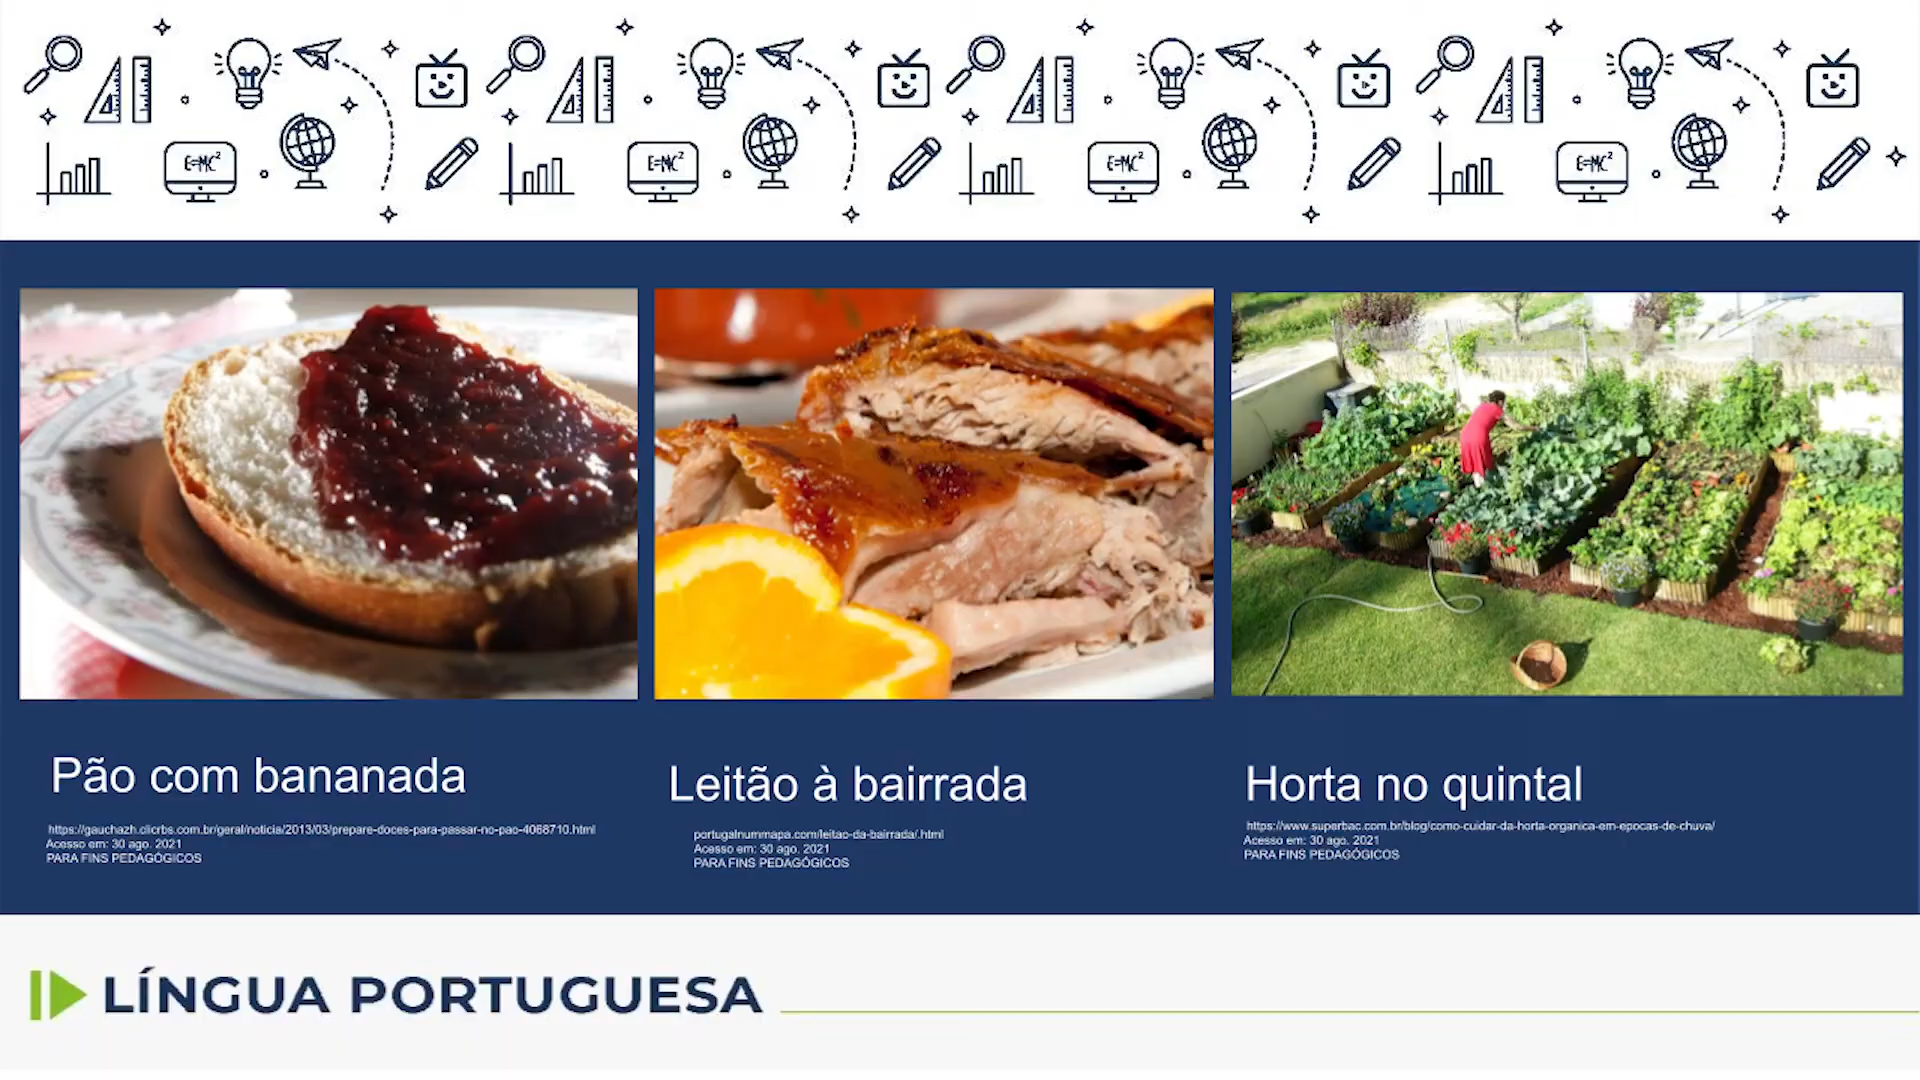 E=MC²
E=MC²
E=MC²
E=MC²
Pão com bananada
https://gauchazh.clicrbs.com.br/geral/noticia/2013/03/prepare-doces-para-passar-no-pao-4068710.html
Acesso em: 30 ago. 2021
PARA FINS PEDAGÓGICOS
Leitão à bairrada
portugalnummapa.com/leitao-da-bairrada/.html
Acesso em: 30 ago. 2021
PARA FINS PEDAGÓGICOS
Horta no quintal
https://www.superbac.com.br/blog/como-cuidar-da-horta-organica-em-epocas-de-chuva/
Acesso em: 30 ago. 2021
PARA FINS PEDAGÓGICOS
LÍNGUA PORTUGUESA